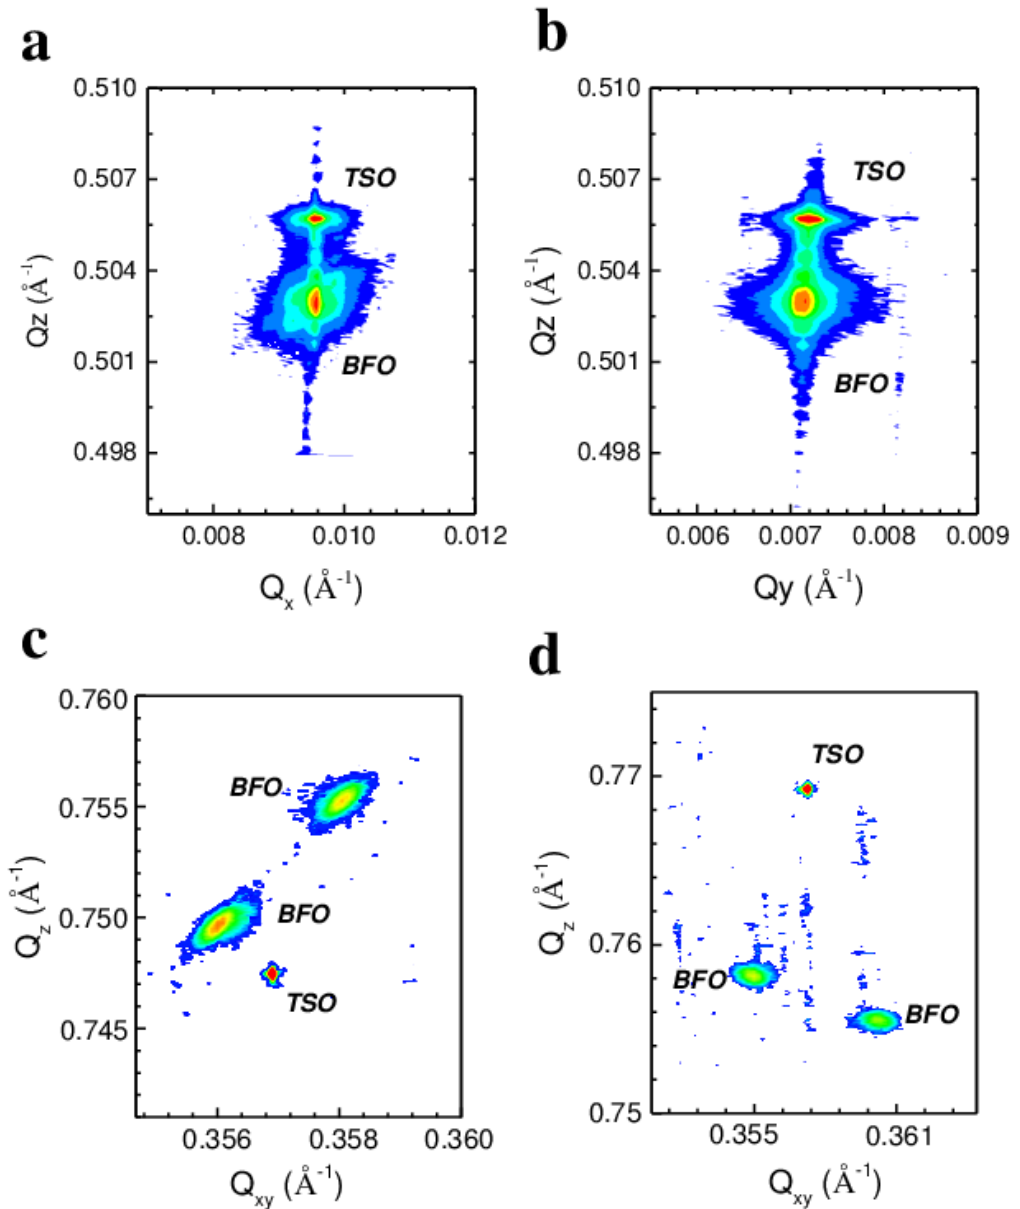 a
0.510
0.507
0.504
0.501
0.498
Qz (Å⁻¹)
TSO
BFO
0.008 0.010 0.012
Qx (Å⁻¹)
b
0.510
0.507
0.504
0.501
0.498
Qz (Å⁻¹)
TSO
BFO
0.006 0.007 0.008 0.009
Qy (Å⁻¹)
c
0.760
0.755
0.750
0.745
Qz (Å⁻¹)
BFO
BFO
TSO
0.356 0.358 0.360
Qxy (Å⁻¹)
d
0.77
0.76
0.75
Qz (Å⁻¹)
TSO
BFO
BFO
0.355 0.361
Qxy (Å⁻¹)